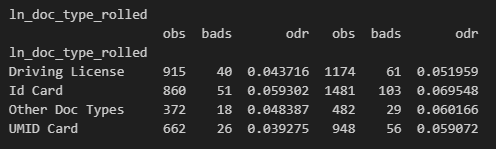 ln_doc_type_rolled
obs bads odr obs bads odr
ln_doc_type_rolled
Driving License 915 40 0.043716 1174 61 0.051959
Id Card 860 51 0.059302 1481 103 0.069548
Other Doc Types 372 18 0.048387 482 29 0.060166
UMID Card 662 26 0.039275 948 56 0.059072